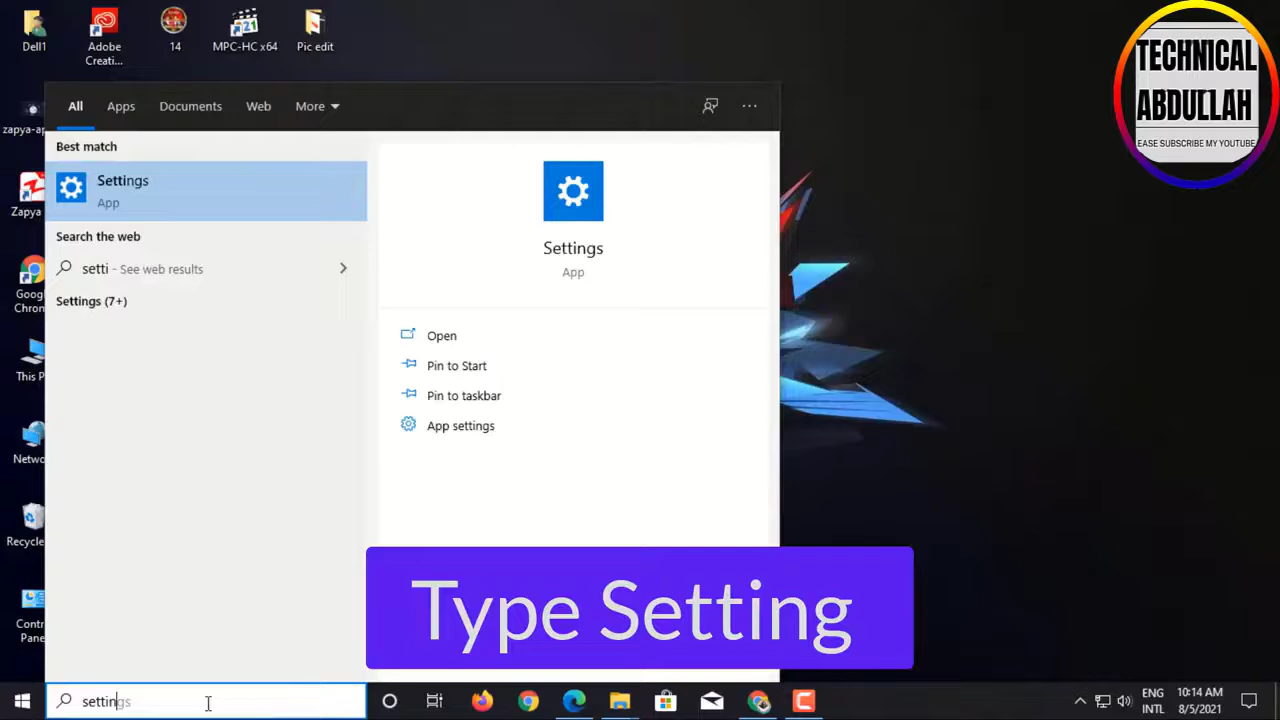 Dell1
Adobe
Creati...
14
MPC-HC x64
Pic edit
TECHNICAL
ABDULLAH
EASE SUBSCRIBE MY YOUTUBE
All
Apps
Documents
Web
More
zapya-ap
Best match
Settings
App
Zapya
Search the web
setti - See web results
Settings (7+)
Settings
App
Google
Chrom
Open
Pin to Start
Pin to taskbar
App settings
This P
Netwo
Recycle
Contr
Panel
Type Setting
settings
ENG
INTL
10:14 AM
8/5/2021